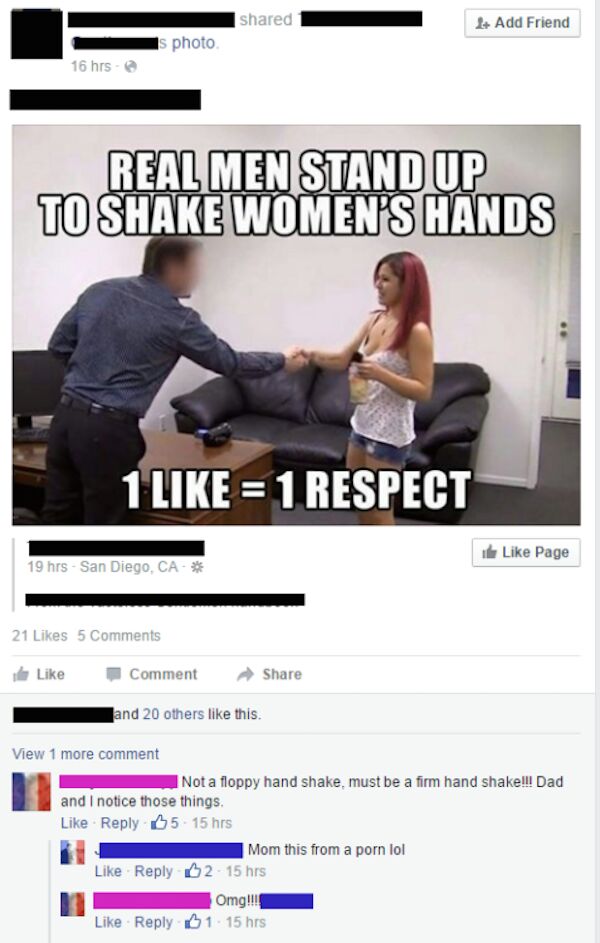 shared
's photo.
16 hrs ·
Add Friend
REAL MEN STAND UP
TO SHAKE WOMEN'S HANDS
1 LIKE = 1 RESPECT
19 hrs · San Diego, CA ·
Like Page
21 Likes 5 Comments
Like Comment Share
and 20 others like this.
View 1 more comment
Not a floppy hand shake, must be a firm hand shake!!! Dad
and I notice those things.
Like · Reply · 5 · 15 hrs
Mom this from a porn lol
Like · Reply · 2 · 15 hrs
Omg!!!!
Like · Reply · 1 · 15 hrs